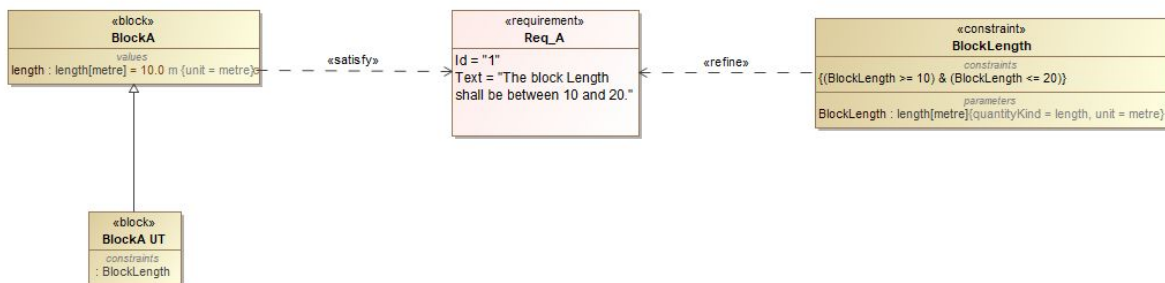 «block»
BlockA
values
length : length[metre] = 10.0 m {unit = metre}
«satisfy»
«requirement»
Req_A
Id = "1"
Text = "The block Length
shall be between 10 and 20."
«refine»
«constraint»
BlockLength
constraints
{(BlockLength >= 10) & (BlockLength <= 20)}
parameters
BlockLength : length[metre]{quantityKind = length, unit = metre}
«block»
BlockA UT
constraints
: BlockLength